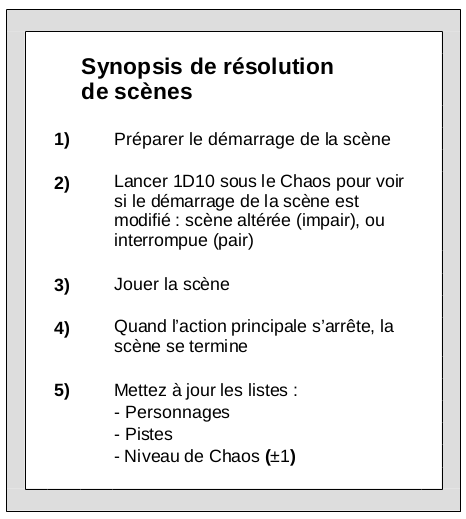 Synopsis de résolution
de scènes
1) Préparer le démarrage de la scène
2) Lancer 1D10 sous le Chaos pour voir
si le démarrage de la scène est
modifié : scène altérée (impair), ou
interrompue (pair)
3) Jouer la scène
4) Quand l’action principale s’arrête, la
scène se termine
5) Mettez à jour les listes :
- Personnages
- Pistes
- Niveau de Chaos (±1)